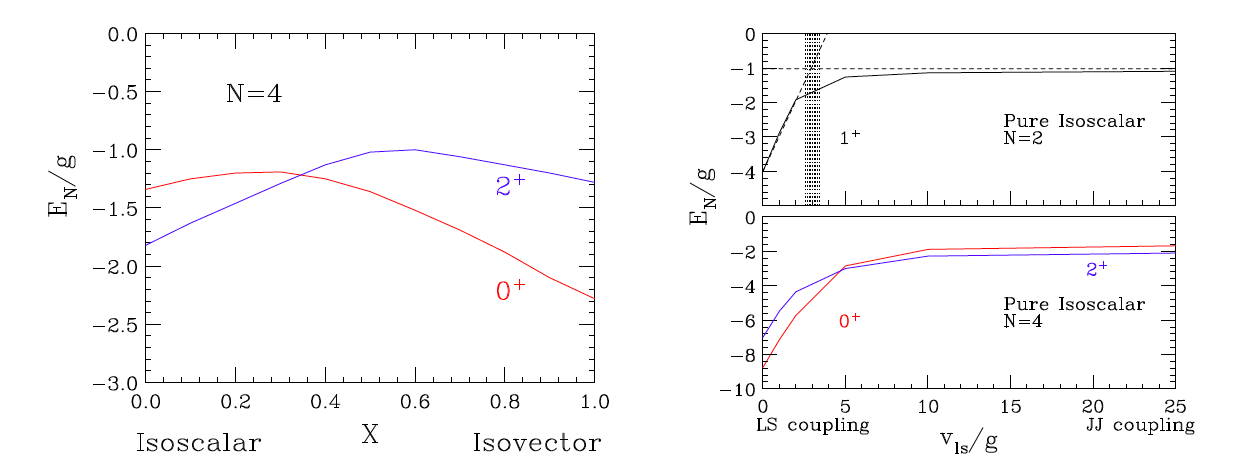 0.0
−0.5
−1.0
−1.5
−2.0
−2.5
−3.0
E_N/g
N=4
2⁺
0⁺
0.0 0.2 0.4 0.6 0.8 1.0
Isoscalar X Isovector
0
−1
−2
−3
−4
1⁺
Pure Isoscalar
N=2
E_N/g
0
−2
−4
−6
−8
−10
2⁺
0⁺
Pure Isoscalar
N=4
0 5 10 15 20 25
LS coupling JJ coupling
v_ls/g